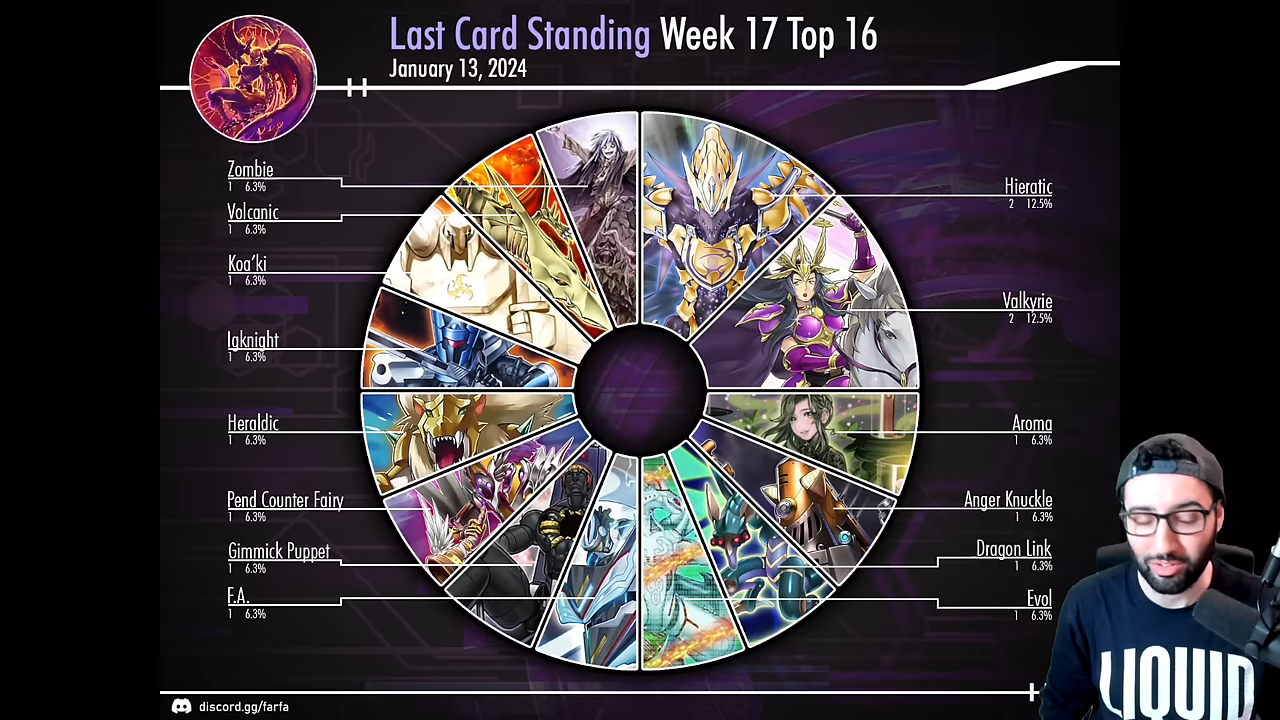 Last Card Standing Week 17 Top 16
January 13, 2024
Zombie
1 6.3%
Volcanic
1 6.3%
Koa'ki
1 6.3%
Igknight
1 6.3%
Heraldic
1 6.3%
Pend Counter Fairy
1 6.3%
Gimmick Puppet
1 6.3%
F.A.
1 6.3%
Hieratic
2 12.5%
Valkyrie
2 12.5%
Aroma
1 6.3%
Anger Knuckle
1 6.3%
Dragon Link
1 6.3%
Evol
1 6.3%
LIQUID
discord.gg/farfa